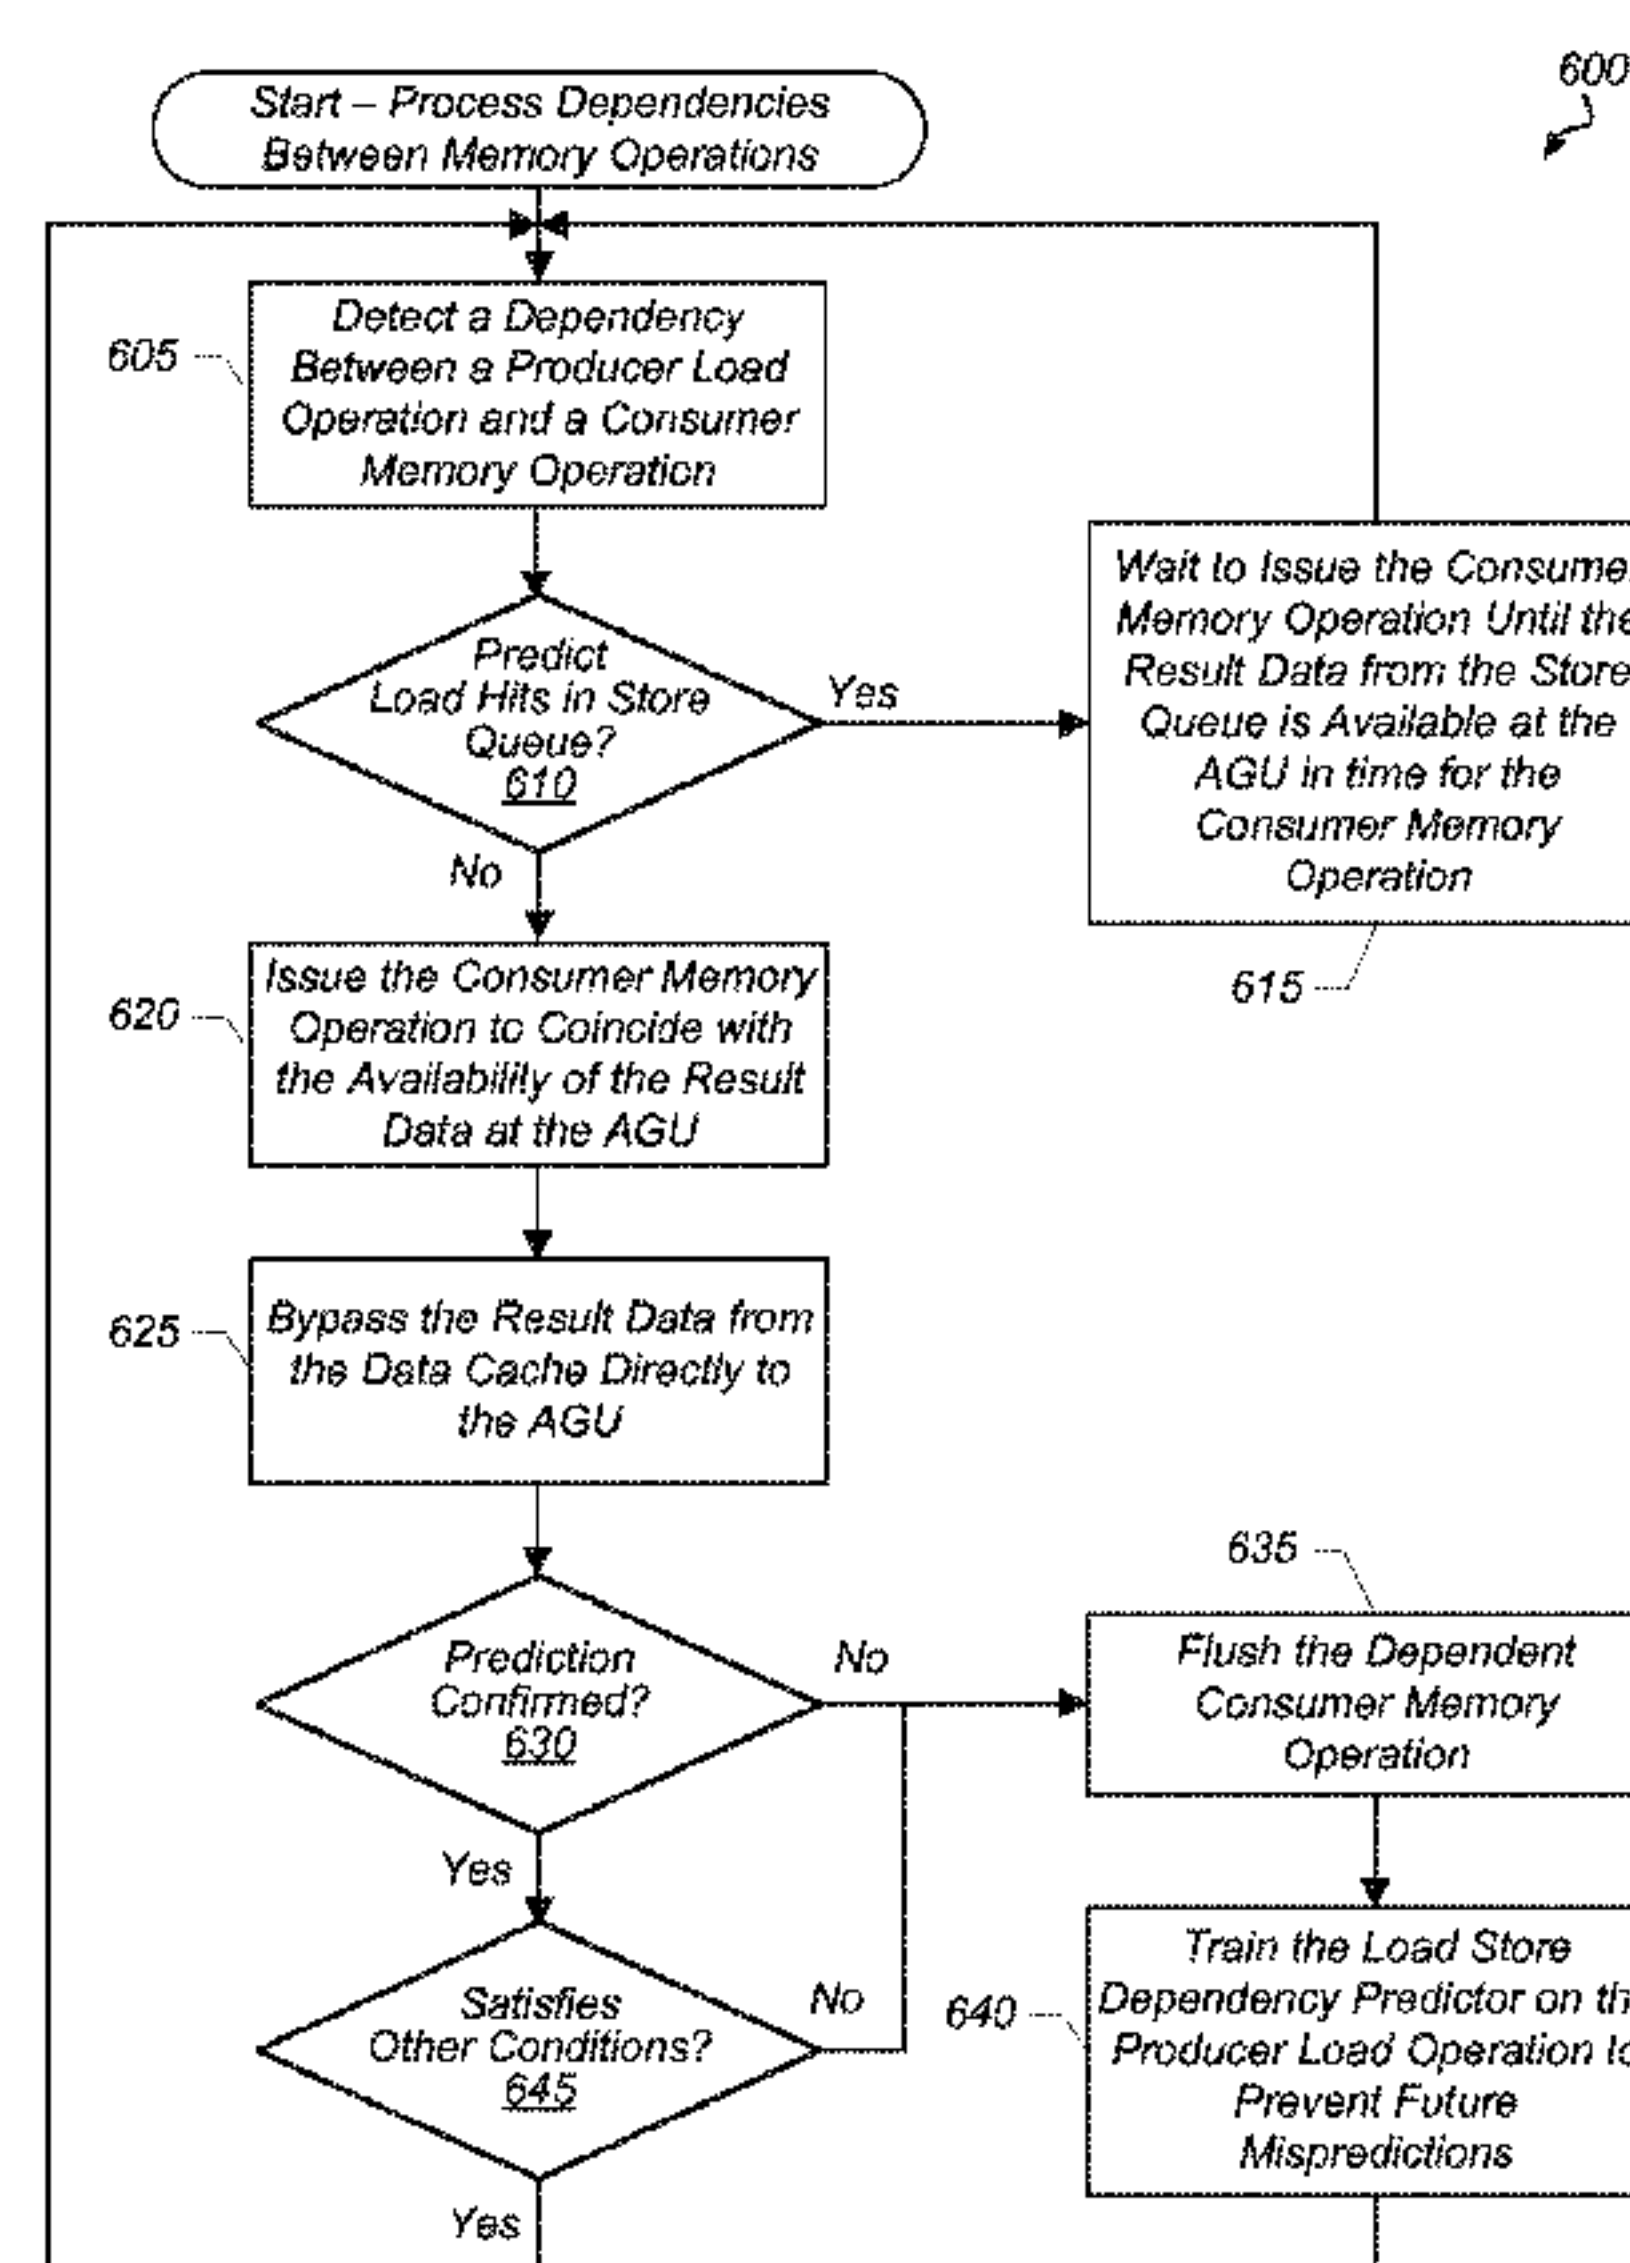 600
Start – Process Dependencies
Between Memory Operations
605
Detect a Dependency
Between a Producer Load
Operation and a Consumer
Memory Operation
Predict
Load Hits in Store
Queue?
610
Yes
No
Wait to Issue the Consume
Memory Operation Until the
Result Data from the Store
Queue is Available at the
AGU in time for the
Consumer Memory
Operation
615
620
Issue the Consumer Memory
Operation to Coincide with
the Availability of the Result
Data at the AGU
625
Bypass the Result Data from
the Data Cache Directly to
the AGU
Prediction
Confirmed?
630
No
Yes
635
Flush the Dependent
Consumer Memory
Operation
Satisfies
Other Conditions?
645
No
Yes
640
Train the Load Store
Dependency Predictor on th
Producer Load Operation to
Prevent Future
Mispredictions